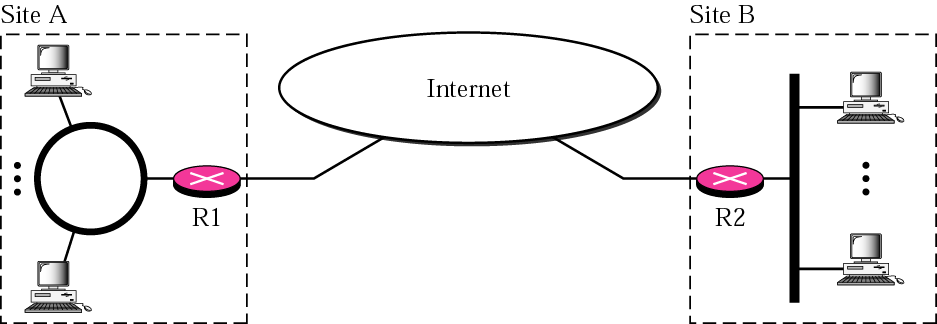 Site A
Site B
Internet
R1
R2